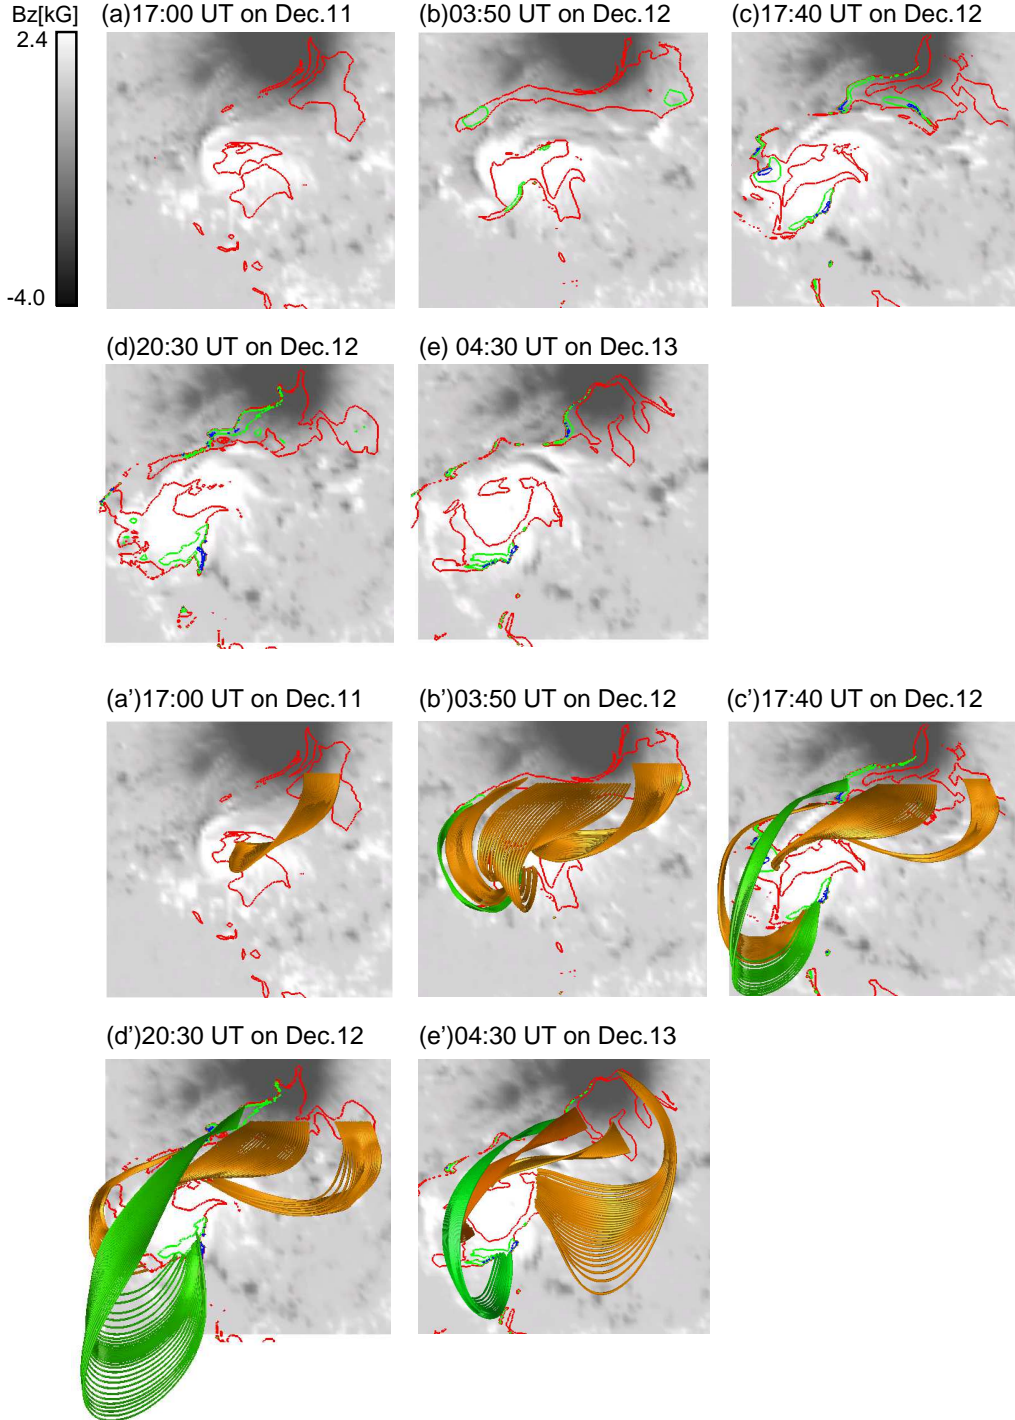 Bz[kG]
2.4
-4.0
(a)17:00 UT on Dec.11
(b)03:50 UT on Dec.12
(c)17:40 UT on Dec.12
(d)20:30 UT on Dec.12
(e) 04:30 UT on Dec.13
(a')17:00 UT on Dec.11
(b')03:50 UT on Dec.12
(c')17:40 UT on Dec.12
(d')20:30 UT on Dec.12
(e')04:30 UT on Dec.13